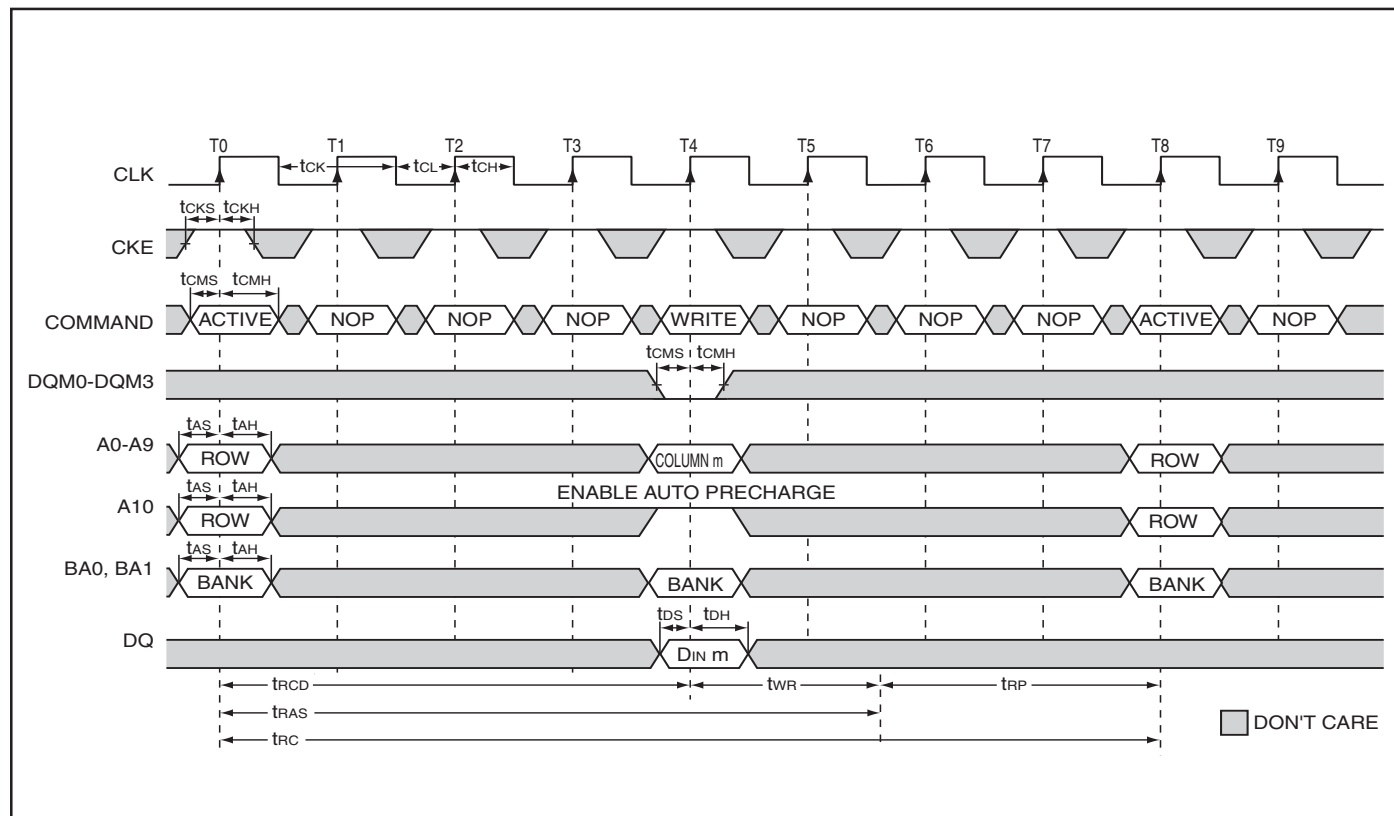 T0 T1 T2 T3 T4 T5 T6 T7 T8 T9
CLK tCK tCL tCH
tCKS tCKH
CKE
tCMS tCMH
COMMAND ACTIVE NOP NOP NOP WRITE NOP NOP NOP ACTIVE NOP
tCMS tCMH
DQM0-DQM3
tAS tAH
A0-A9 ROW COLUMN m ROW
tAS tAH ENABLE AUTO PRECHARGE
A10 ROW ROW
tAS tAH
BA0, BA1 BANK BANK BANK
tDS tDH
DQ DIN m
tRCD tWR tRP
tRAS
DON'T CARE
tRC